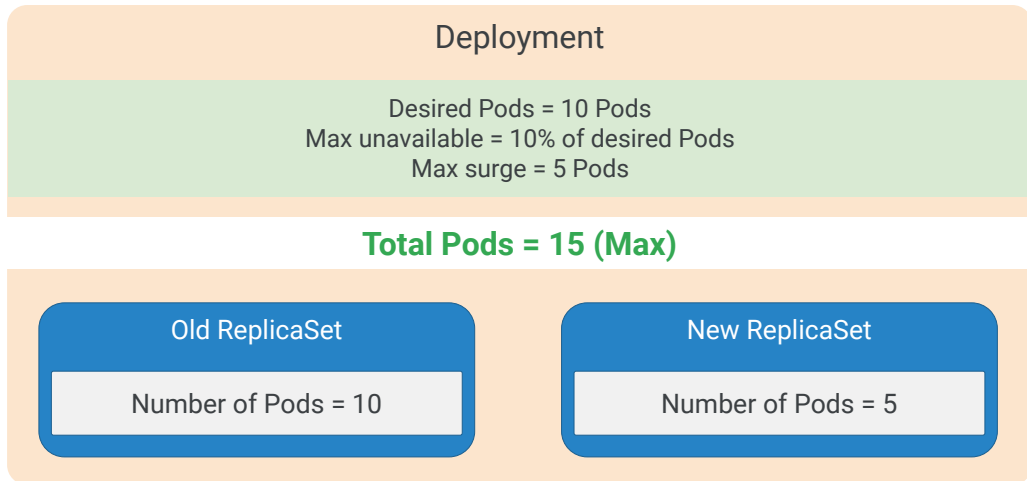 Deployment
Desired Pods = 10 Pods
Max unavailable = 10% of desired Pods
Max surge = 5 Pods
Total Pods = 15 (Max)
Old ReplicaSet
Number of Pods = 10
New ReplicaSet
Number of Pods = 5